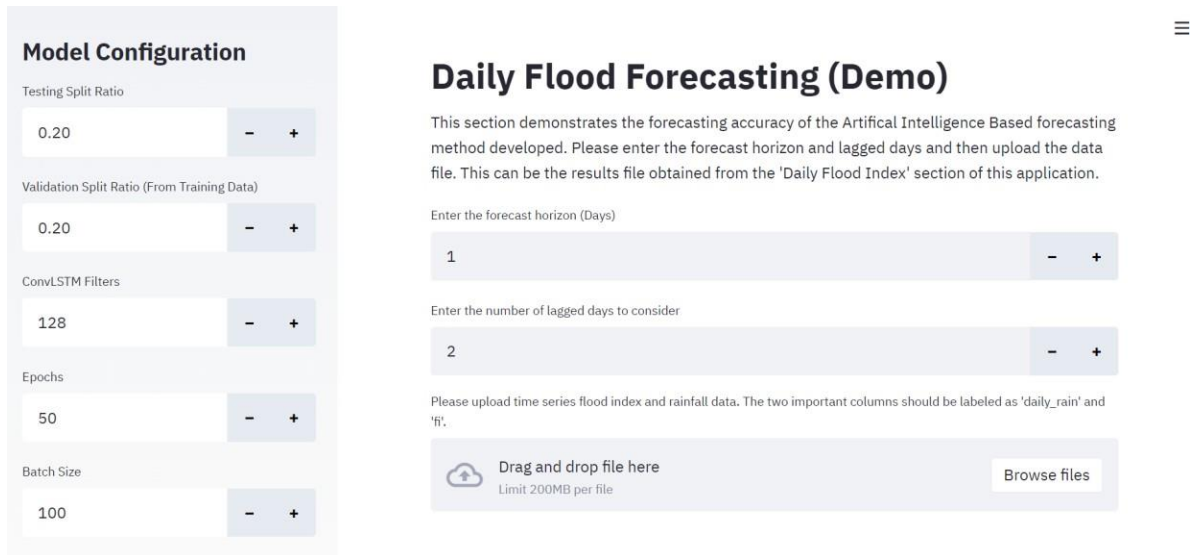 Model Configuration
Testing Split Ratio
0.20
Validation Split Ratio (From Training Data)
0.20
ConvLSTM Filters
128
Epochs
50
Batch Size
100
Daily Flood Forecasting (Demo)
This section demonstrates the forecasting accuracy of the Artifical Intelligence Based forecasting
method developed. Please enter the forecast horizon and lagged days and then upload the data
file. This can be the results file obtained from the 'Daily Flood Index' section of this application.
Enter the forecast horizon (Days)
1
Enter the number of lagged days to consider
2
Please upload time series flood index and rainfall data. The two important columns should be labeled as 'daily_rain' and
'fi'.
Drag and drop file here
Limit 200MB per file
Browse files